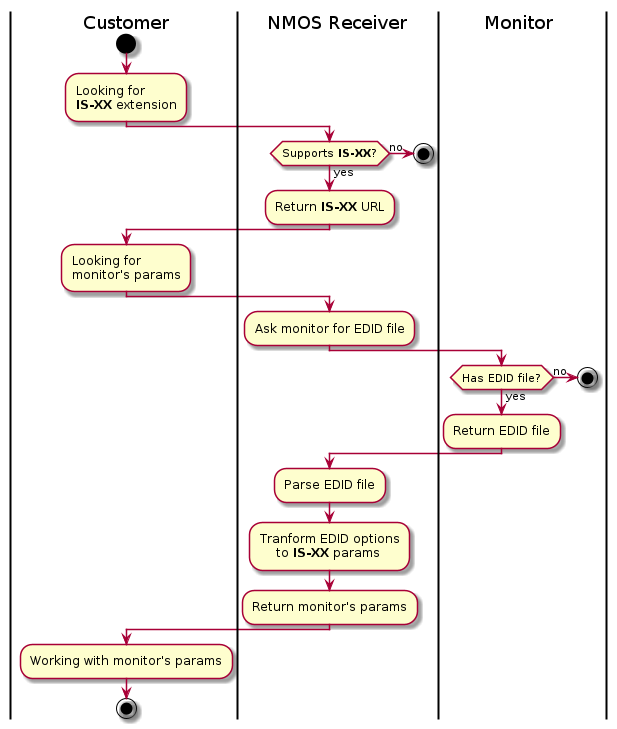 Customer
NMOS Receiver
Monitor
Looking for
IS-XX extension
Supports IS-XX?
no
yes
Return IS-XX URL
Looking for
monitor's params
Ask monitor for EDID file
Has EDID file?
no
yes
Return EDID file
Parse EDID file
Tranform EDID options
to IS-XX params
Return monitor's params
Working with monitor's params